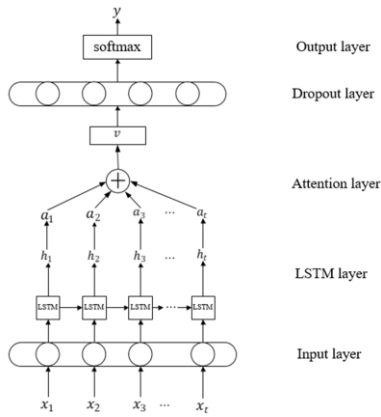 y
softmax Output layer
Dropout layer
v
Attention layer
a₁ a₂ a₃ ... aₜ
h₁ h₂ h₃ ... hₜ
LSTM layer
LSTM LSTM LSTM ... LSTM
Input layer
x₁ x₂ x₃ ... xₜ